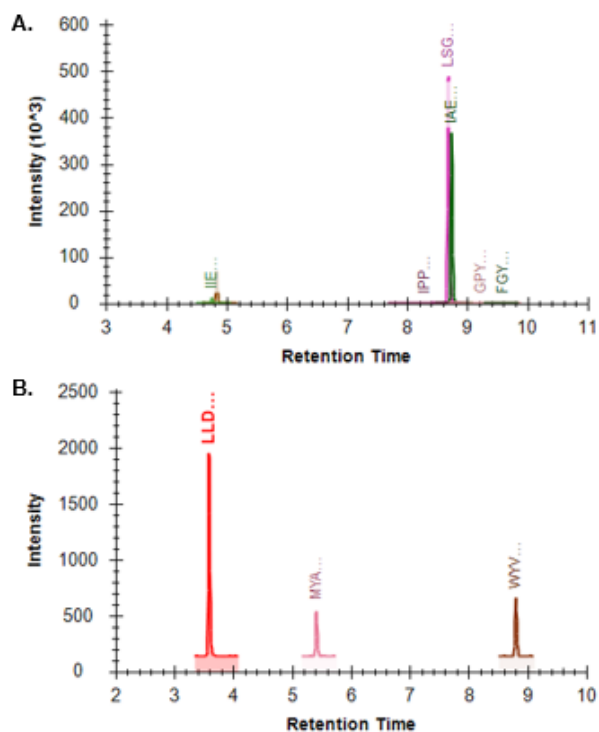 A.
600
500
400
300
200
100
0
Intensity (10^3)
LSG...
IAE...
IIE...
IPP...
GPY...
FGY...
3 4 5 6 7 8 9 10 11
Retention Time
B.
2500
2000
1500
1000
500
0
Intensity
LLD...
MYA...
WYV...
2 3 4 5 6 7 8 9 10
Retention Time